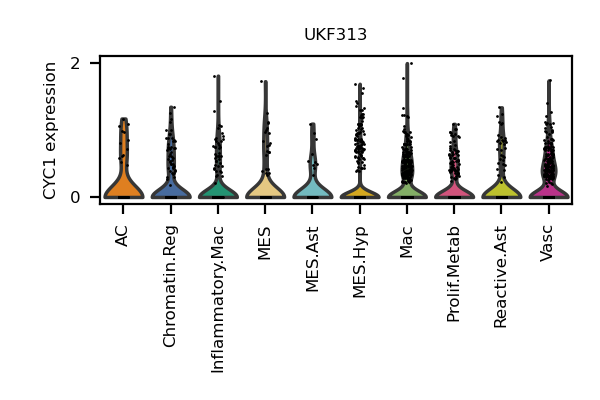 UKF313
CYC1 expression
2
0
AC
Chromatin.Reg
Inflammatory.Mac
MES
MES.Ast
MES.Hyp
Mac
Prolif.Metab
Reactive.Ast
Vasc